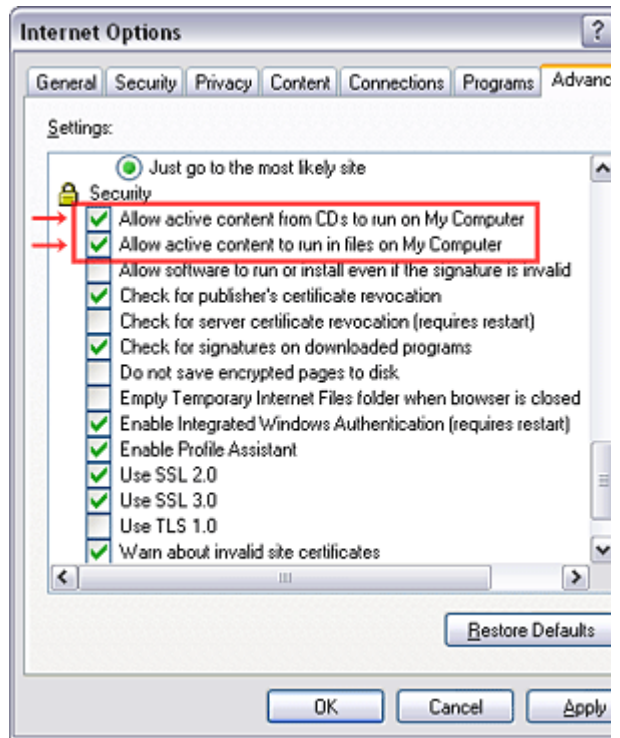 Internet Options
?
General Security Privacy Content Connections Programs Advanc
Settings:
Just go to the most likely site
Security
Allow active content from CDs to run on My Computer
Allow active content to run in files on My Computer
Allow software to run or install even if the signature is invalid
Check for publisher's certificate revocation
Check for server certificate revocation (requires restart)
Check for signatures on downloaded programs
Do not save encrypted pages to disk
Empty Temporary Internet Files folder when browser is closed
Enable Integrated Windows Authentication (requires restart)
Enable Profile Assistant
Use SSL 2.0
Use SSL 3.0
Use TLS 1.0
Warn about invalid site certificates
Restore Defaults
OK Cancel Apply